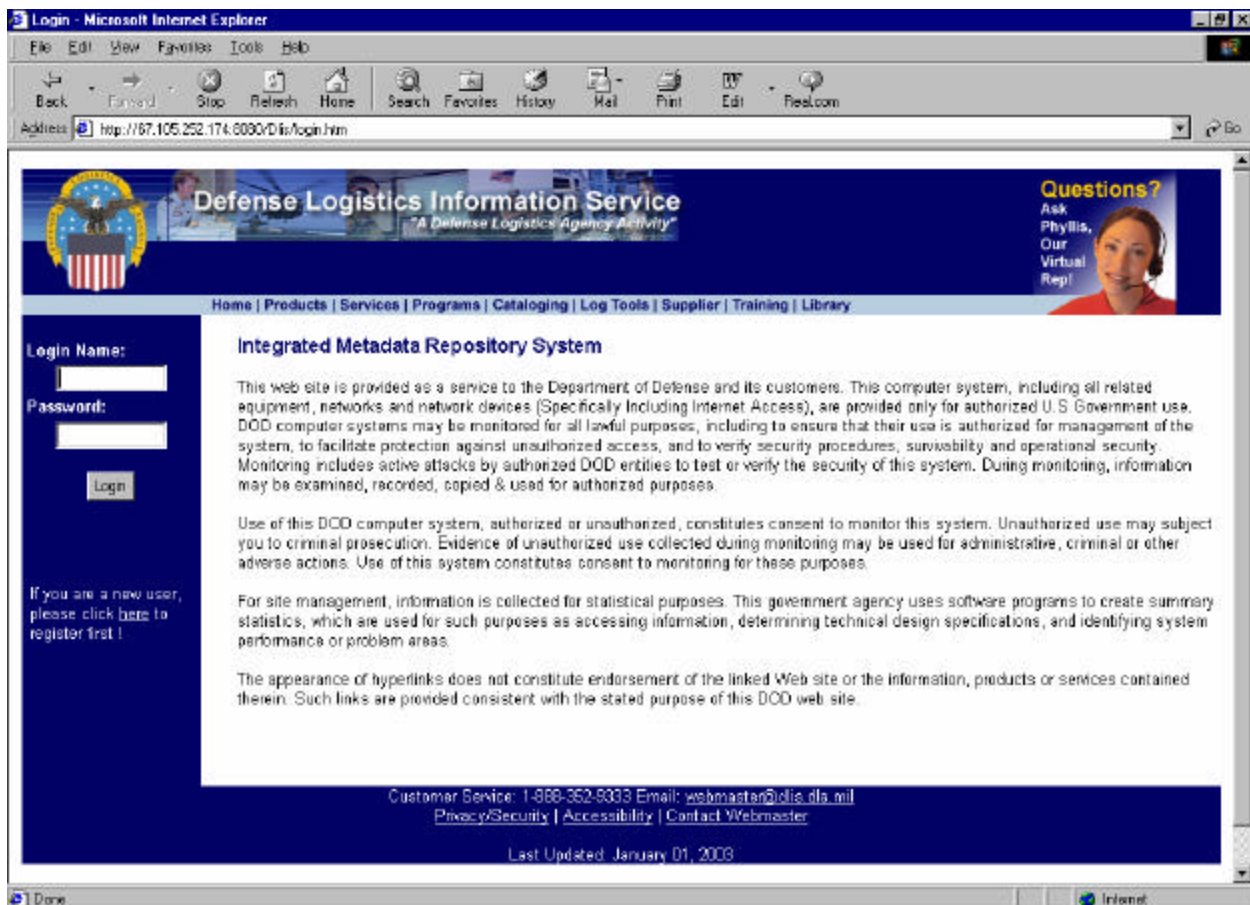 Login - Microsoft Internet Explorer
File Edit View Favorites Tools Help
Back Forward Stop Refresh Home Search Favorites History Mail Print Edit Real.com
Address http://67.105.252.174:8080/Dlis/login.htm Go
Defense Logistics Information Service
"A Defense Logistics Agency Activity"
Questions?
Ask
Phyllis,
Our
Virtual
Rep!
Home | Products | Services | Programs | Cataloging | Log Tools | Supplier | Training | Library
Login Name:
Password:
Login
If you are a new user,
please click here to
register first !
Integrated Metadata Repository System
This web site is provided as a service to the Department of Defense and its customers. This computer system, including all related
equipment, networks and network devices (Specifically Including Internet Access), are provided only for authorized U.S Government use.
DOD computer systems may be monitored for all lawful purposes, including to ensure that their use is authorized for management of the
system, to facilitate protection against unauthorized access, and to verify security procedures, survivability and operational security.
Monitoring includes active attacks by authorized DOD entities to test or verify the security of this system. During monitoring, information
may be examined, recorded, copied & used for authorized purposes.
Use of this DOD computer system, authorized or unauthorized, constitutes consent to monitor this system. Unauthorized use may subject
you to criminal prosecution. Evidence of unauthorized use collected during monitoring may be used for administrative, criminal or other
adverse actions. Use of this system constitutes consent to monitoring for these purposes.
For site management, information is collected for statistical purposes. This government agency uses software programs to create summary
statistics, which are used for such purposes as accessing information, determining technical design specifications, and identifying system
performance or problem areas.
The appearance of hyperlinks does not constitute endorsement of the linked Web site or the information, products or services contained
therein. Such links are provided consistent with the stated purpose of this DOD web site.
Customer Service: 1-888-352-9333 Email: webmaster@dlis.dla.mil
Privacy/Security | Accessibility | Contact Webmaster
Last Updated: January 01, 2003
Done
Internet